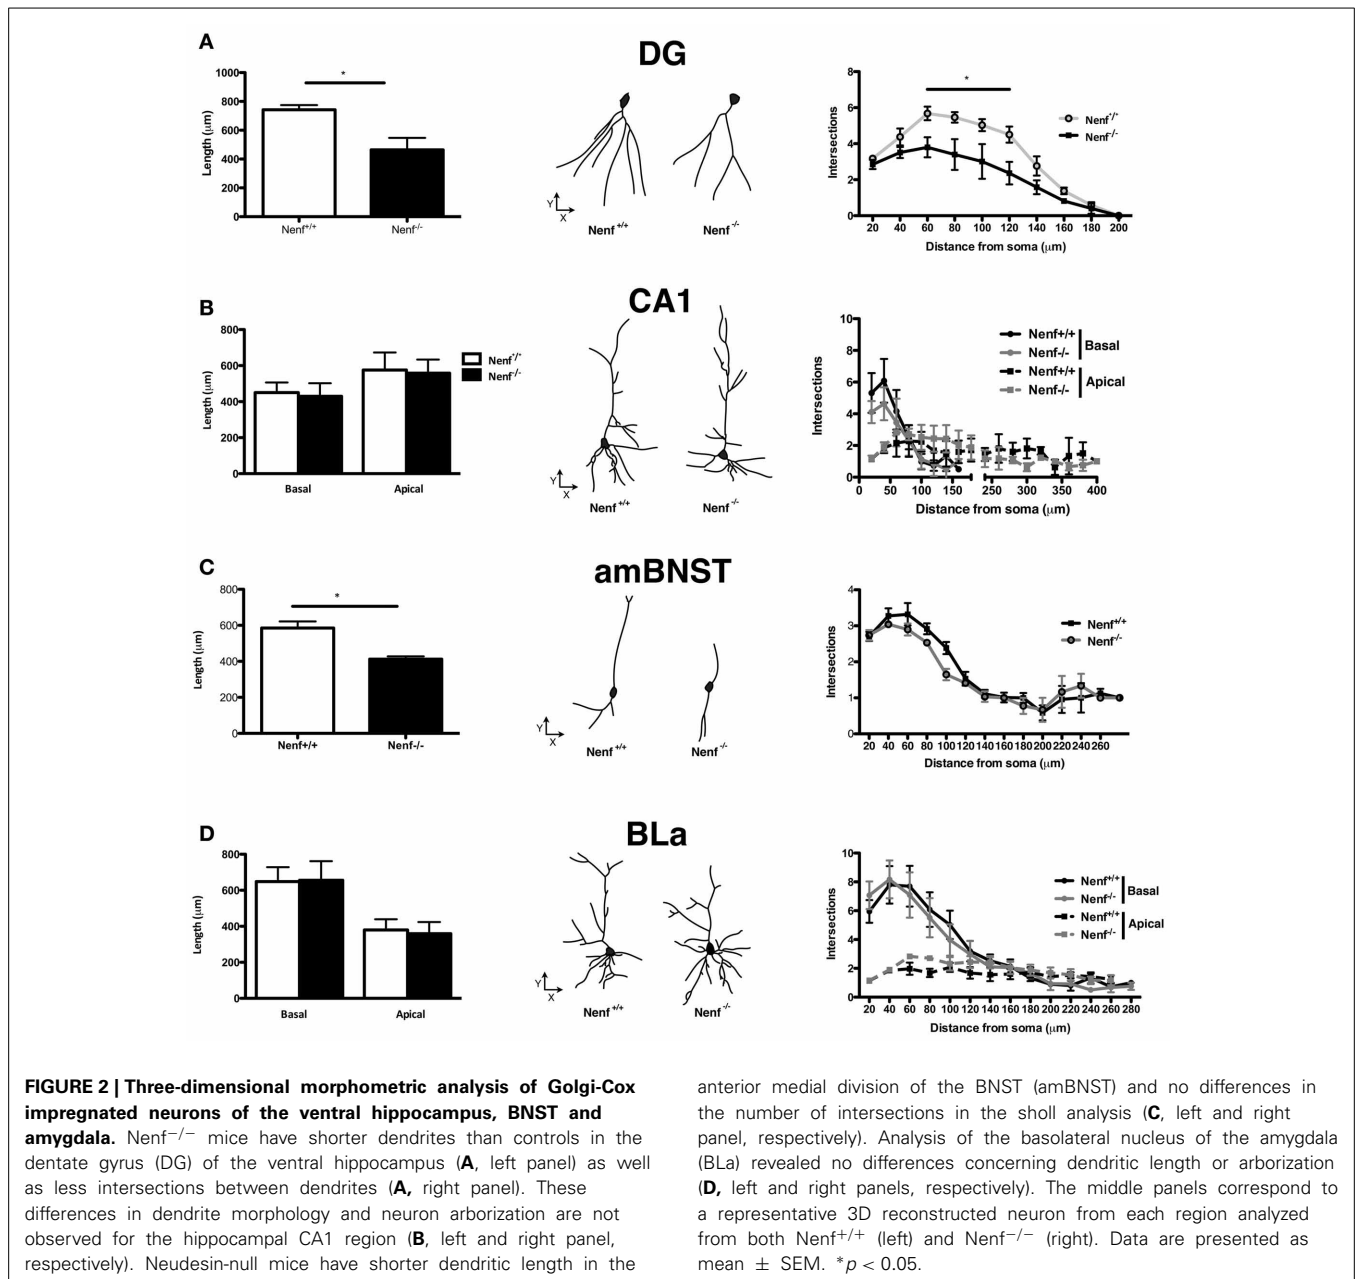 A
DG
1000
800
600
400
200
0
Length (μm)
*
Nenf+/+
Nenf-/-
Y
X
Nenf +/+
Nenf -/-
8
6
4
2
0
Intersections
*
Nenf+/+
Nenf-/-
20 40 60 80 100 120 140 160 180 200
Distance from soma (μm)
B
CA1
800
600
400
200
0
Length (μm)
Basal
Apical
Nenf+/+
Nenf-/-
Y
X
Nenf +/+
Nenf -/-
10
8
6
4
2
0
Intersections
Nenf+/+
Nenf-/-
Basal
Nenf+/+
Nenf-/-
Apical
0 50 100 150 250 300 350 400
Distance from soma (μm)
C
amBNST
800
600
400
200
0
Length (μm)
*
Nenf+/+
Nenf-/-
Y
X
Nenf +/+
Nenf -/-
4
3
2
1
0
Intersections
Nenf+/+
Nenf-/-
20 40 60 80 100 120 140 160 180 200 220 240 260
Distance from soma (μm)
D
BLa
800
600
400
200
0
Length (μm)
Basal
Apical
Y
X
Nenf +/+
Nenf -/-
10
8
6
4
2
0
Intersections
Nenf+/+
Nenf-/-
Basal
Nenf+/+
Nenf-/-
Apical
20 40 60 80 100 120 140 160 180 200 220 240 260 280
Distance from soma (μm)
FIGURE 2 | Three-dimensional morphometric analysis of Golgi-Cox
impregnated neurons of the ventral hippocampus, BNST and
amygdala. Nenf−/− mice have shorter dendrites than controls in the
dentate gyrus (DG) of the ventral hippocampus (A, left panel) as well
as less intersections between dendrites (A, right panel). These
differences in dendrite morphology and neuron arborization are not
observed for the hippocampal CA1 region (B, left and right panel,
respectively). Neudesin-null mice have shorter dendritic length in the
anterior medial division of the BNST (amBNST) and no differences in
the number of intersections in the sholl analysis (C, left and right
panel, respectively). Analysis of the basolateral nucleus of the amygdala
(BLa) revealed no differences concerning dendritic length or arborization
(D, left and right panels, respectively). The middle panels correspond to
a representative 3D reconstructed neuron from each region analyzed
from both Nenf+/+ (left) and Nenf−/− (right). Data are presented as
mean ± SEM. *p < 0.05.